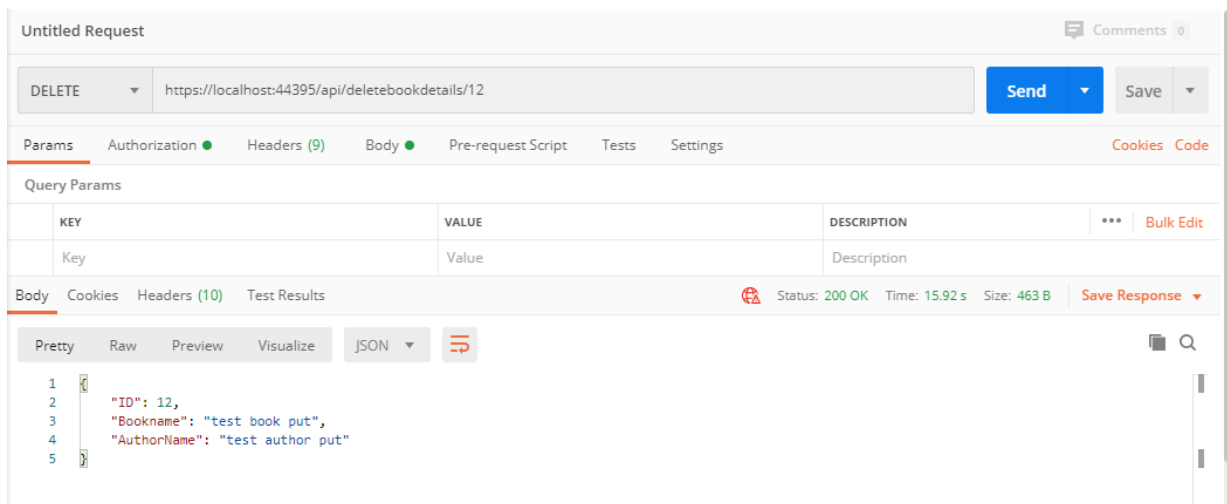 Untitled Request Comments 0
DELETE https://localhost:44395/api/deletebookdetails/12 Send Save
Params Authorization Headers (9) Body Pre-request Script Tests Settings Cookies Code
Query Params
KEY VALUE DESCRIPTION ••• Bulk Edit
Key Value Description
Body Cookies Headers (10) Test Results Status: 200 OK Time: 15.92 s Size: 463 B Save Response
Pretty Raw Preview Visualize JSON
1 {
2 "ID": 12,
3 "Bookname": "test book put",
4 "AuthorName": "test author put"
5 }